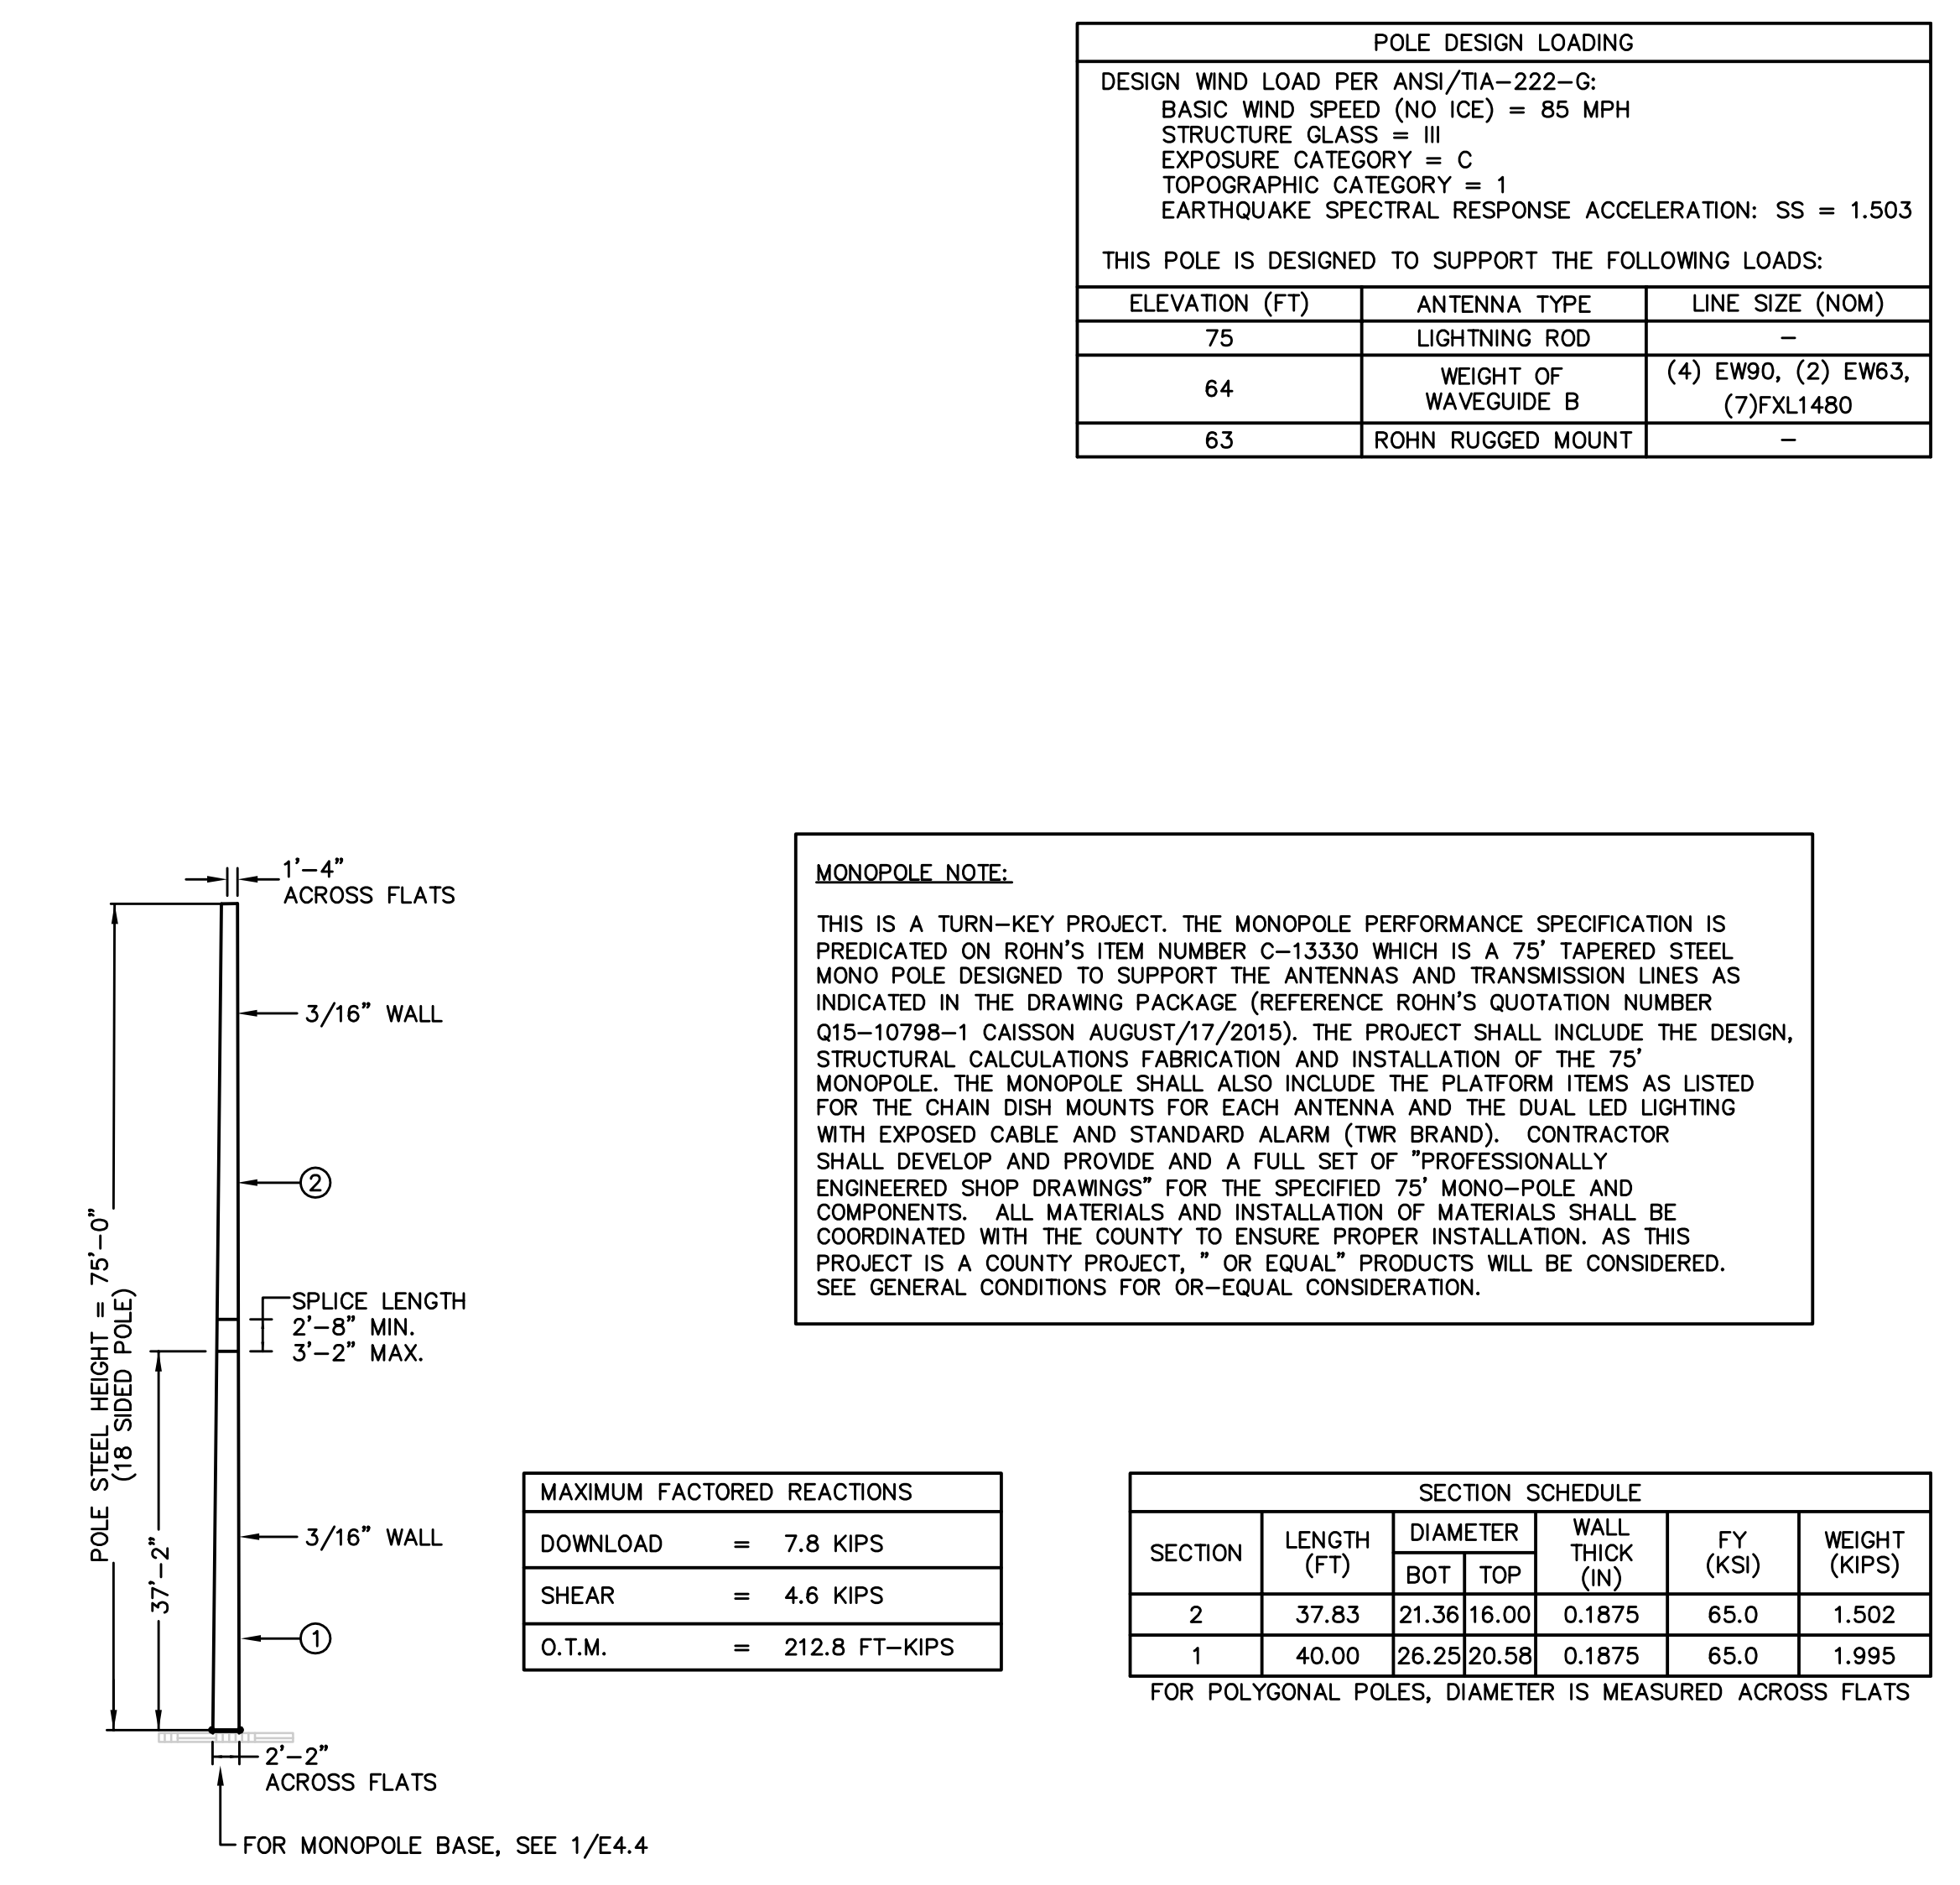 POLE DESIGN LOADING
DESIGN WIND LOAD PER ANSI/TIA-222-G:
BASIC WIND SPEED (NO ICE) = 85 MPH
STRUCTURE GLASS = III
EXPOSURE CATEGORY = C
TOPOGRAPHIC CATEGORY = 1
EARTHQUAKE SPECTRAL RESPONSE ACCELERATION: SS = 1.503
THIS POLE IS DESIGNED TO SUPPORT THE FOLLOWING LOADS:
ELEVATION (FT) ANTENNA TYPE LINE SIZE (NOM)
75 LIGHTNING ROD -
64 WEIGHT OF WAVEGUIDE B (4) EW90, (2) EW63, (7)FXL1480
63 ROHN RUGGED MOUNT -
1'-4"
ACROSS FLATS
3/16" WALL
2
POLE STEEL HEIGHT = 75'-0"
(18 SIDED POLE)
SPLICE LENGTH
2'-8" MIN.
3'-2" MAX.
37'-2"
3/16" WALL
1
2'-2"
ACROSS FLATS
FOR MONOPOLE BASE, SEE 1/E4.4
MONOPOLE NOTE:
THIS IS A TURN-KEY PROJECT. THE MONOPOLE PERFORMANCE SPECIFICATION IS
PREDICATED ON ROHN'S ITEM NUMBER C-13330 WHICH IS A 75' TAPERED STEEL
MONO POLE DESIGNED TO SUPPORT THE ANTENNAS AND TRANSMISSION LINES AS
INDICATED IN THE DRAWING PACKAGE (REFERENCE ROHN'S QUOTATION NUMBER
Q15-10798-1 CAISSON AUGUST/17/2015). THE PROJECT SHALL INCLUDE THE DESIGN,
STRUCTURAL CALCULATIONS FABRICATION AND INSTALLATION OF THE 75'
MONOPOLE. THE MONOPOLE SHALL ALSO INCLUDE THE PLATFORM ITEMS AS LISTED
FOR THE CHAIN DISH MOUNTS FOR EACH ANTENNA AND THE DUAL LED LIGHTING
WITH EXPOSED CABLE AND STANDARD ALARM (TWR BRAND). CONTRACTOR
SHALL DEVELOP AND PROVIDE AND A FULL SET OF "PROFESSIONALLY
ENGINEERED SHOP DRAWINGS" FOR THE SPECIFIED 75' MONO-POLE AND
COMPONENTS. ALL MATERIALS AND INSTALLATION OF MATERIALS SHALL BE
COORDINATED WITH THE COUNTY TO ENSURE PROPER INSTALLATION. AS THIS
PROJECT IS A COUNTY PROJECT, " OR EQUAL" PRODUCTS WILL BE CONSIDERED.
SEE GENERAL CONDITIONS FOR OR-EQUAL CONSIDERATION.
MAXIMUM FACTORED REACTIONS
DOWNLOAD = 7.8 KIPS
SHEAR = 4.6 KIPS
O.T.M. = 212.8 FT-KIPS
SECTION SCHEDULE
SECTION LENGTH (FT) DIAMETER BOT TOP WALL THICK (IN) FY (KSI) WEIGHT (KIPS)
2 37.83 21.36 16.00 0.1875 65.0 1.502
1 40.00 26.25 20.58 0.1875 65.0 1.995
FOR POLYGONAL POLES, DIAMETER IS MEASURED ACROSS FLATS